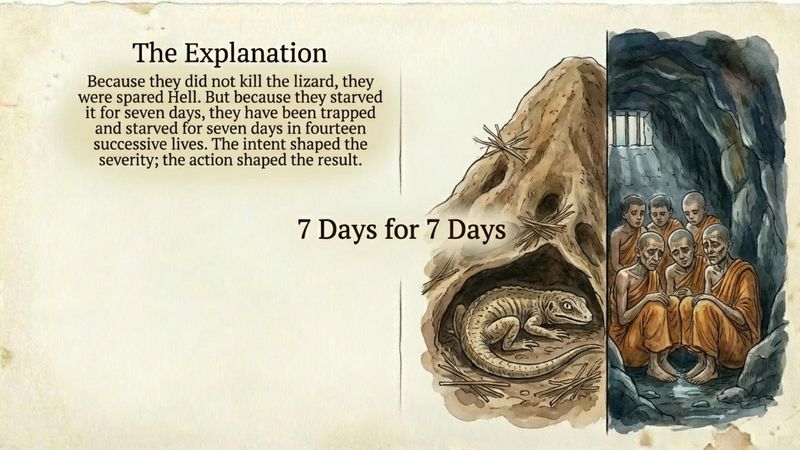 The Explanation
Because they did not kill the lizard, they
were spared Hell. But because they starved
it for seven days, they have been trapped
and starved for seven days in fourteen
successive lives. The intent shaped the
severity; the action shaped the result.
7 Days for 7 Days